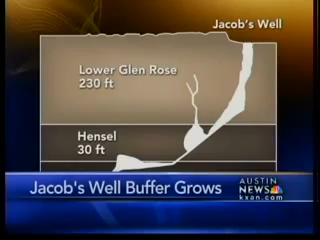 Jacob's Well
Lower Glen Rose
230 ft
Hensel
30 ft
Jacob's Well Buffer Grows
AUSTIN
NEWS
kxan.com